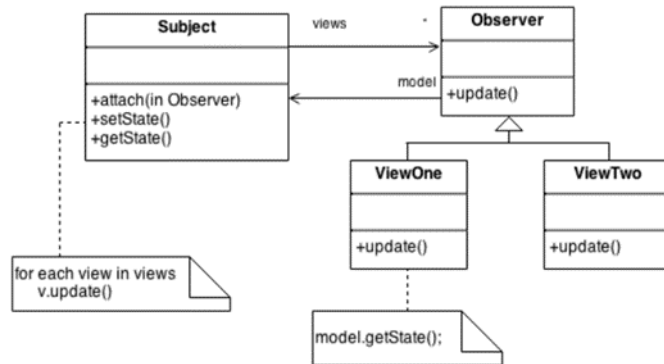 Subject
views
Observer
model
+attach(in Observer)
+setState()
+getState()
+update()
ViewOne
ViewTwo
+update()
+update()
for each view in views
v.update()
model.getState();